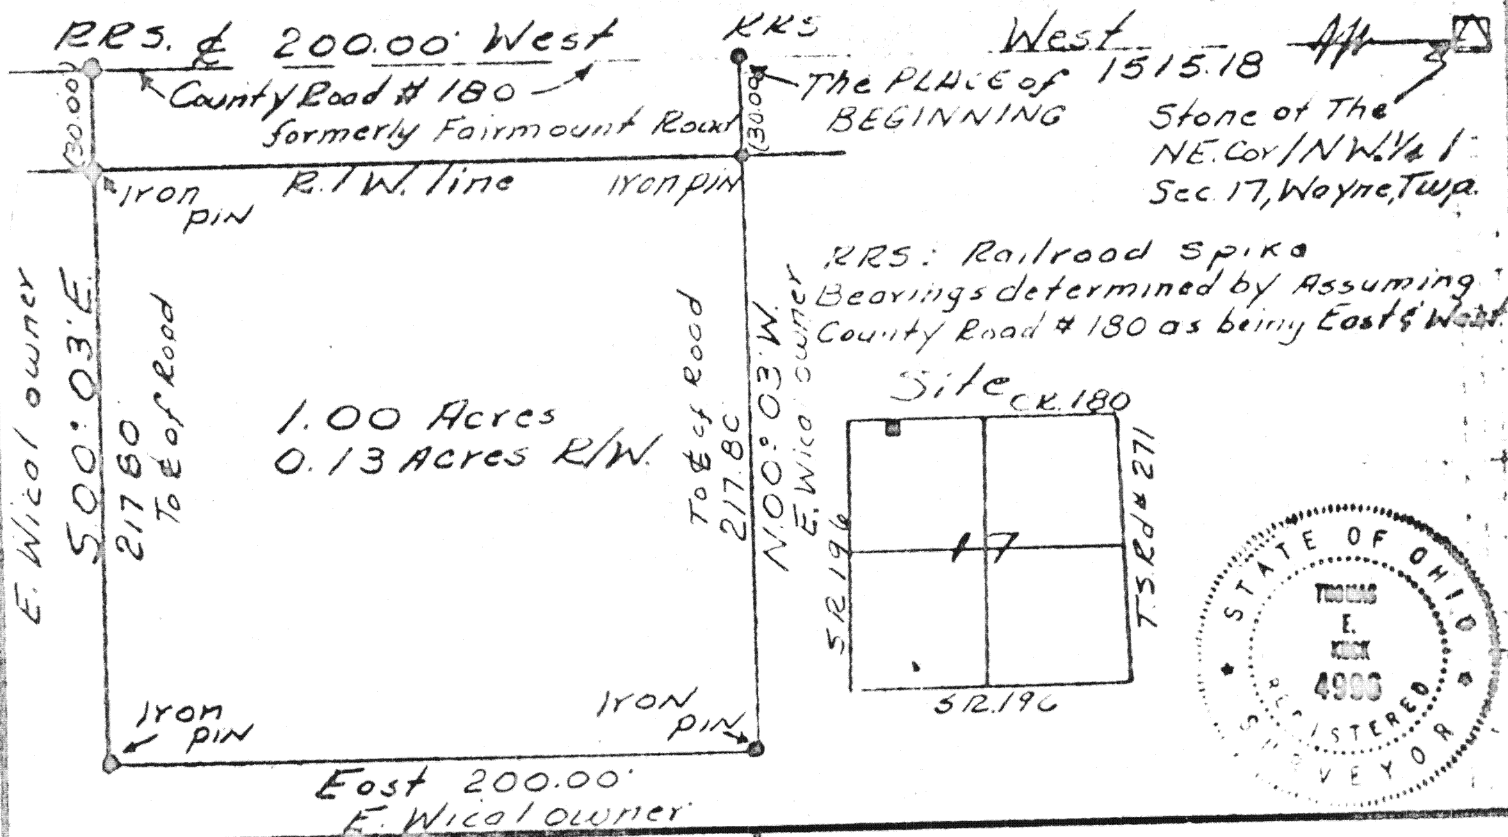 RRS. ℄ 200.00' West
RRS
West
1515.18
County Road # 180
formerly Fairmount Road
The PLACE of
BEGINNING
Stone at The
NE. Cor/NW.1/4
Sec. 17, Wayne, Twp.
(30.00)
(30.00)
Iron
PIN
R./W. line
Iron pin
RRS: Railroad Spike
Bearings determined by Assuming
County Road # 180 as being East & West.
E. Wical owner
S.00°:03'E.
217.80
To ℄ of Road
1.00 Acres
0.13 Acres R/W.
To ℄ of Road
217.80
N.00°:03'W.
E. Wical owner
Site
C.R. 180
SR 196
17
T.S. Rd # 271
SR. 196
STATE OF OHIO
THOMAS
E.
REGISTERED
SURVEYOR
Iron
PIN
IRON
PIN
East 200.00'
E. Wical owner